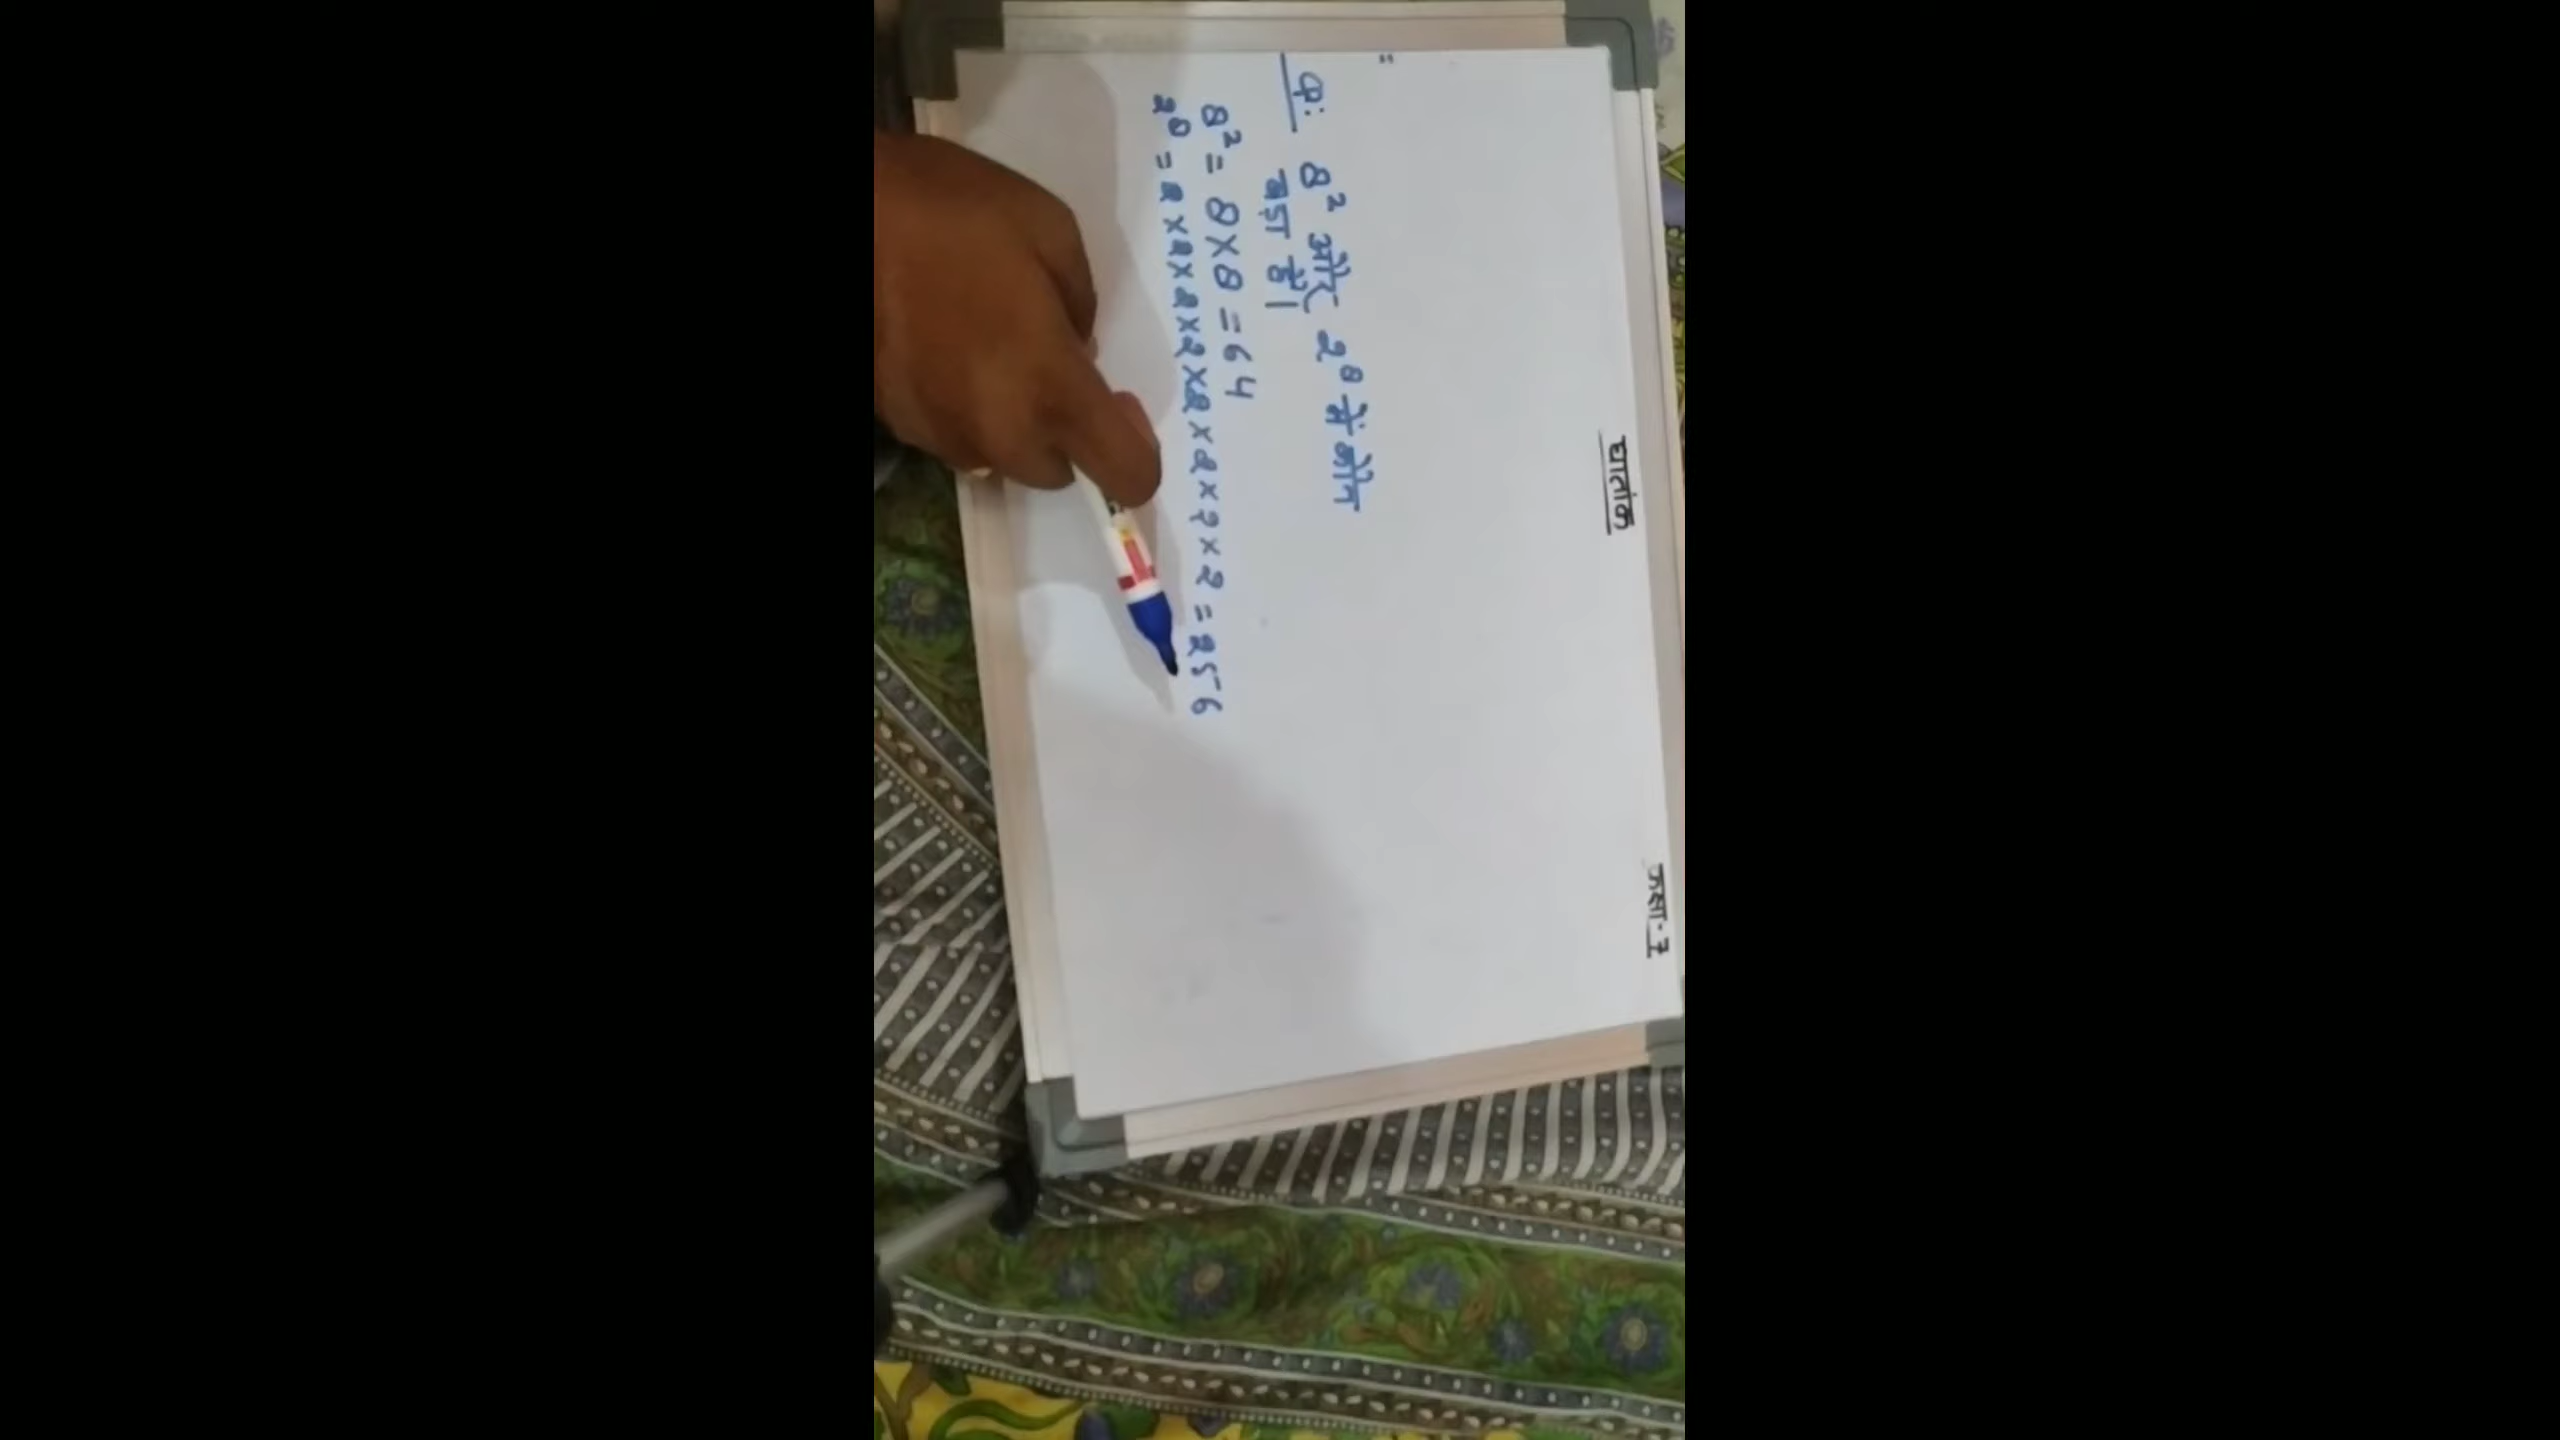 घातांक
कक्षा-7
"
प्र: 8² और 2⁸ में कौन
बड़ा है।
8² = 8×8 = 64
2⁸ = 2×2×2×2×2×2×2×2 = 256